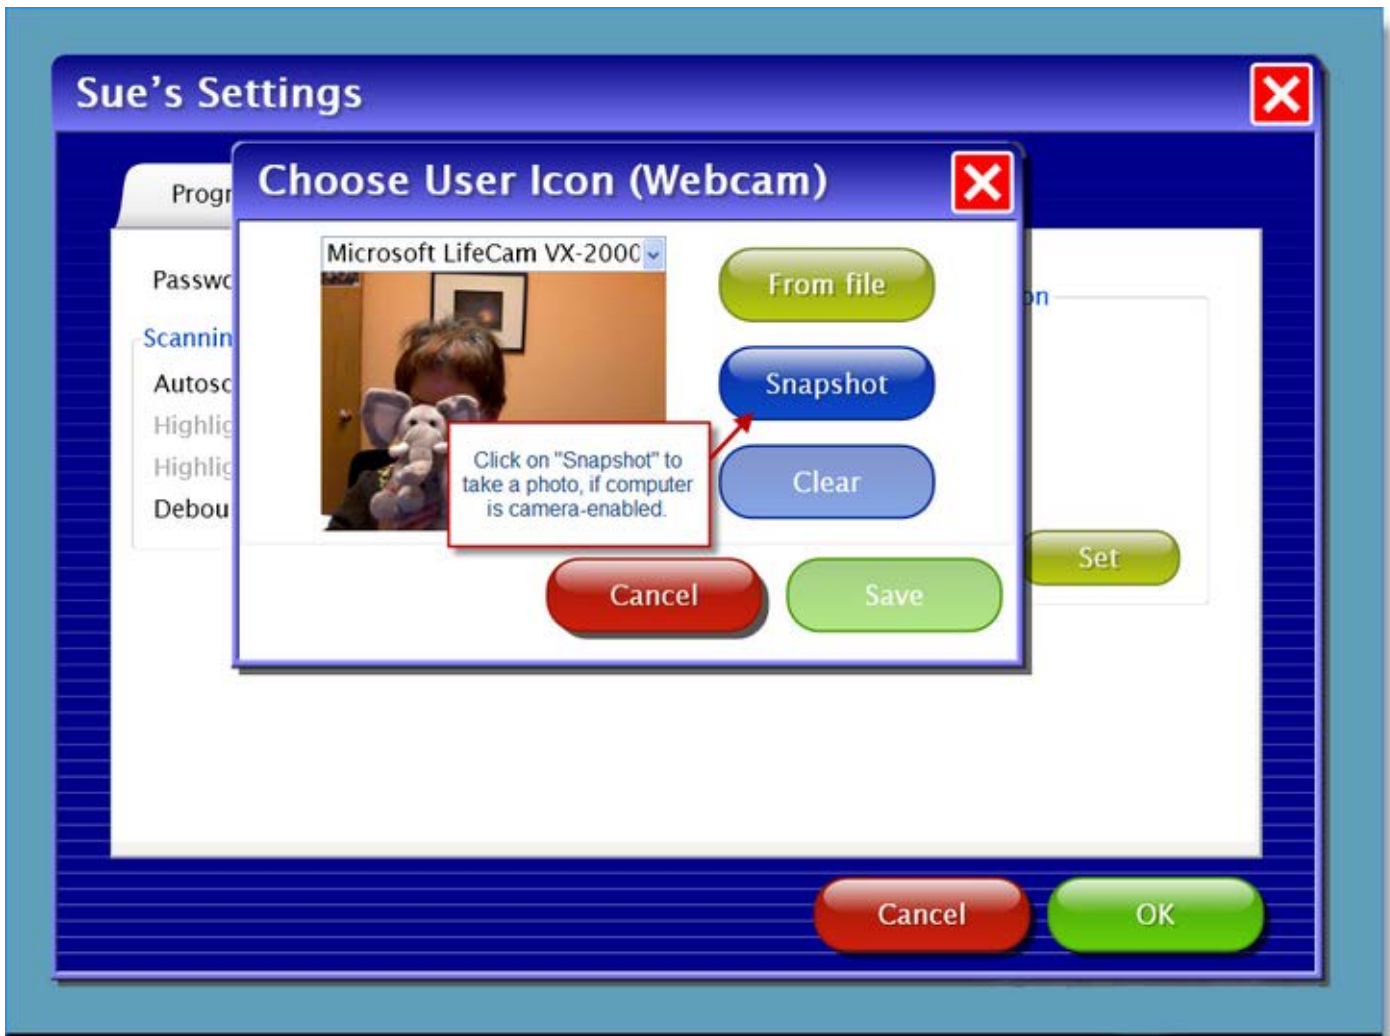 Sue's Settings
Choose User Icon (Webcam)
Microsoft LifeCam VX-2000
From file
Scannin
Snapshot
Click on "Snapshot" to
take a photo, if computer
is camera-enabled.
Clear
Set
Cancel
Save
Cancel
OK